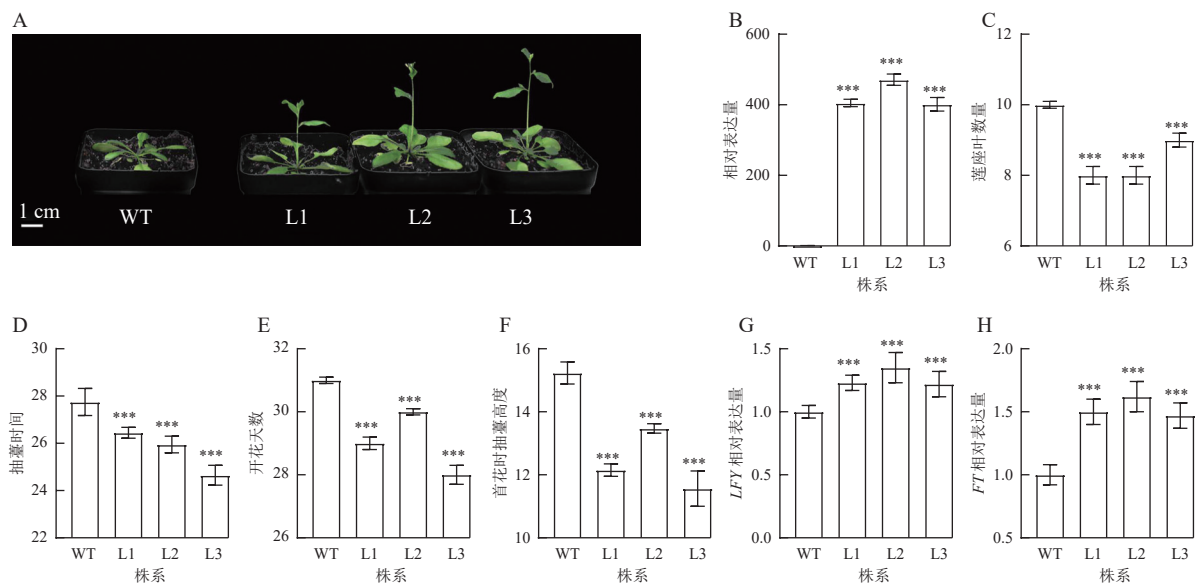 A
WT
L1
L2
L3
1 cm
B
相对表达量
600
400
200
0
***
***
***
WT
L1
L2
L3
株系
C
莲座叶数量
12
10
8
6
***
***
***
WT
L1
L2
L3
株系
D
抽薹时间
30
28
26
24
22
***
***
***
WT
L1
L2
L3
株系
E
开花天数
32
30
28
26
***
***
***
WT
L1
L2
L3
株系
F
首花时抽薹高度
16
14
12
10
***
***
***
WT
L1
L2
L3
株系
G
LFY 相对表达量
1.5
1.0
0.5
0.0
***
***
***
WT
L1
L2
L3
株系
H
FT 相对表达量
2.0
1.5
1.0
0.5
***
***
***
WT
L1
L2
L3
株系